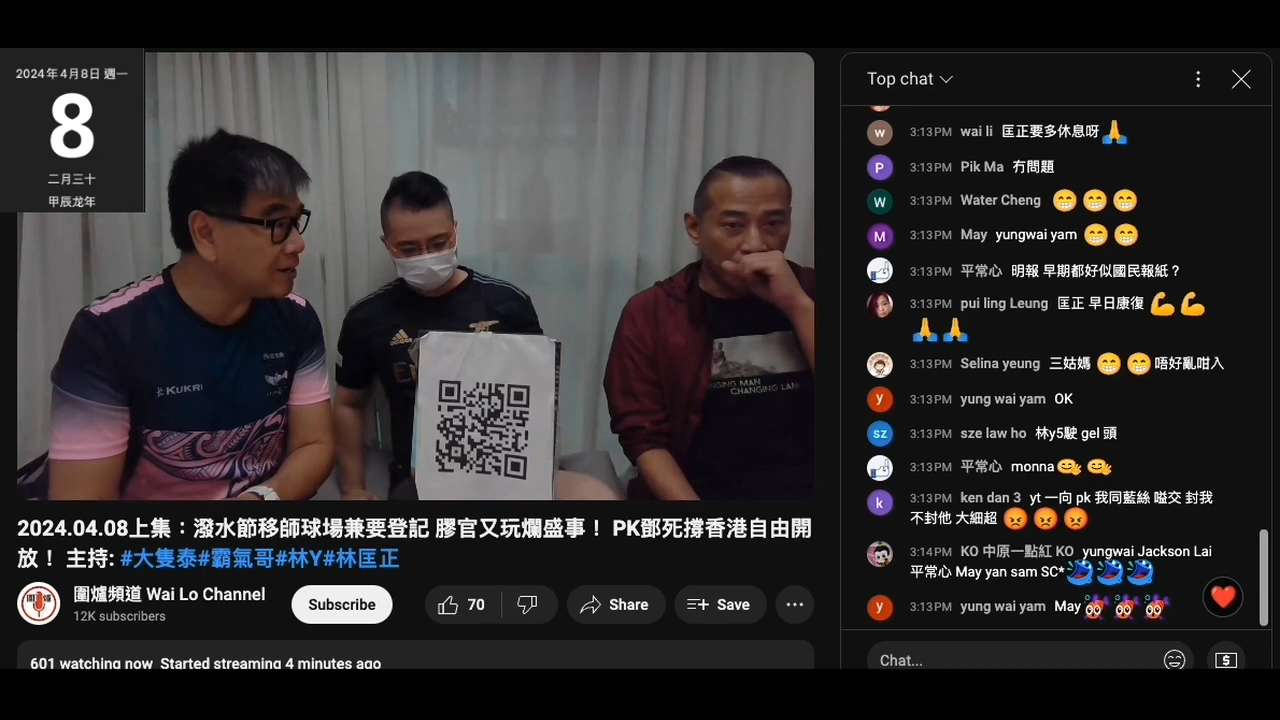 2024年4月8日 週一
8
二月三十
甲辰龙年
KUKRI
adidas
CHANGING LAN
2024.04.08上集：潑水節移師球場兼要登記 膠官又玩爛盛事！ PK鄧死撐香港自由開
放！ 主持: #大隻泰#霸氣哥#林Y#林匡正
圍爐頻道 Wai Lo Channel
12K subscribers
Subscribe
70
Share
Save
601 watching now Started streaming 4 minutes ago
Top chat
3:13PM wai li 匡正要多休息呀🙏
3:13PM Pik Ma 冇問題
3:13PM Water Cheng 😁😁😁
3:13PM May yungwai yam 😁😁
3:13PM 平常心 明報 早期都好似國民報紙？
3:13PM pui ling Leung 匡正 早日康復💪💪
🙏🙏
3:13PM Selina yeung 三姑媽😁😁唔好亂咁入
3:13PM yung wai yam OK
3:13PM sze law ho 林y5駛 gel 頭
3:13PM 平常心 monna
3:13PM ken dan 3 yt 一向 pk 我同藍絲 嗌交 封我
不封他 大細超 😡😡😡
3:14PM KO 中原一點紅 KO yungwai Jackson Lai
平常心 May yan sam SC*
3:13PM yung wai yam May
Chat...